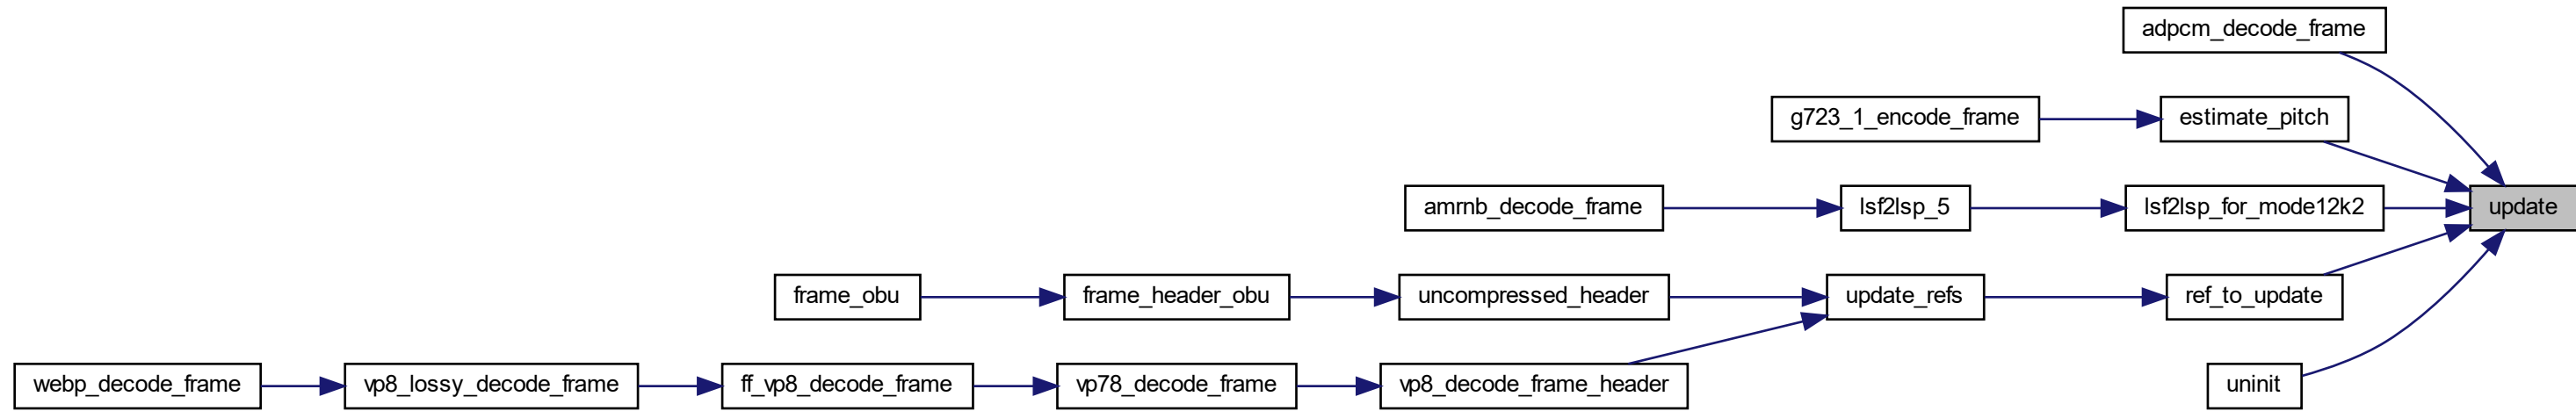 adpcm_decode_frame
g723_1_encode_frame
estimate_pitch
amrnb_decode_frame
lsf2lsp_5
lsf2lsp_for_mode12k2
update
frame_obu
frame_header_obu
uncompressed_header
update_refs
ref_to_update
webp_decode_frame
vp8_lossy_decode_frame
ff_vp8_decode_frame
vp78_decode_frame
vp8_decode_frame_header
uninit